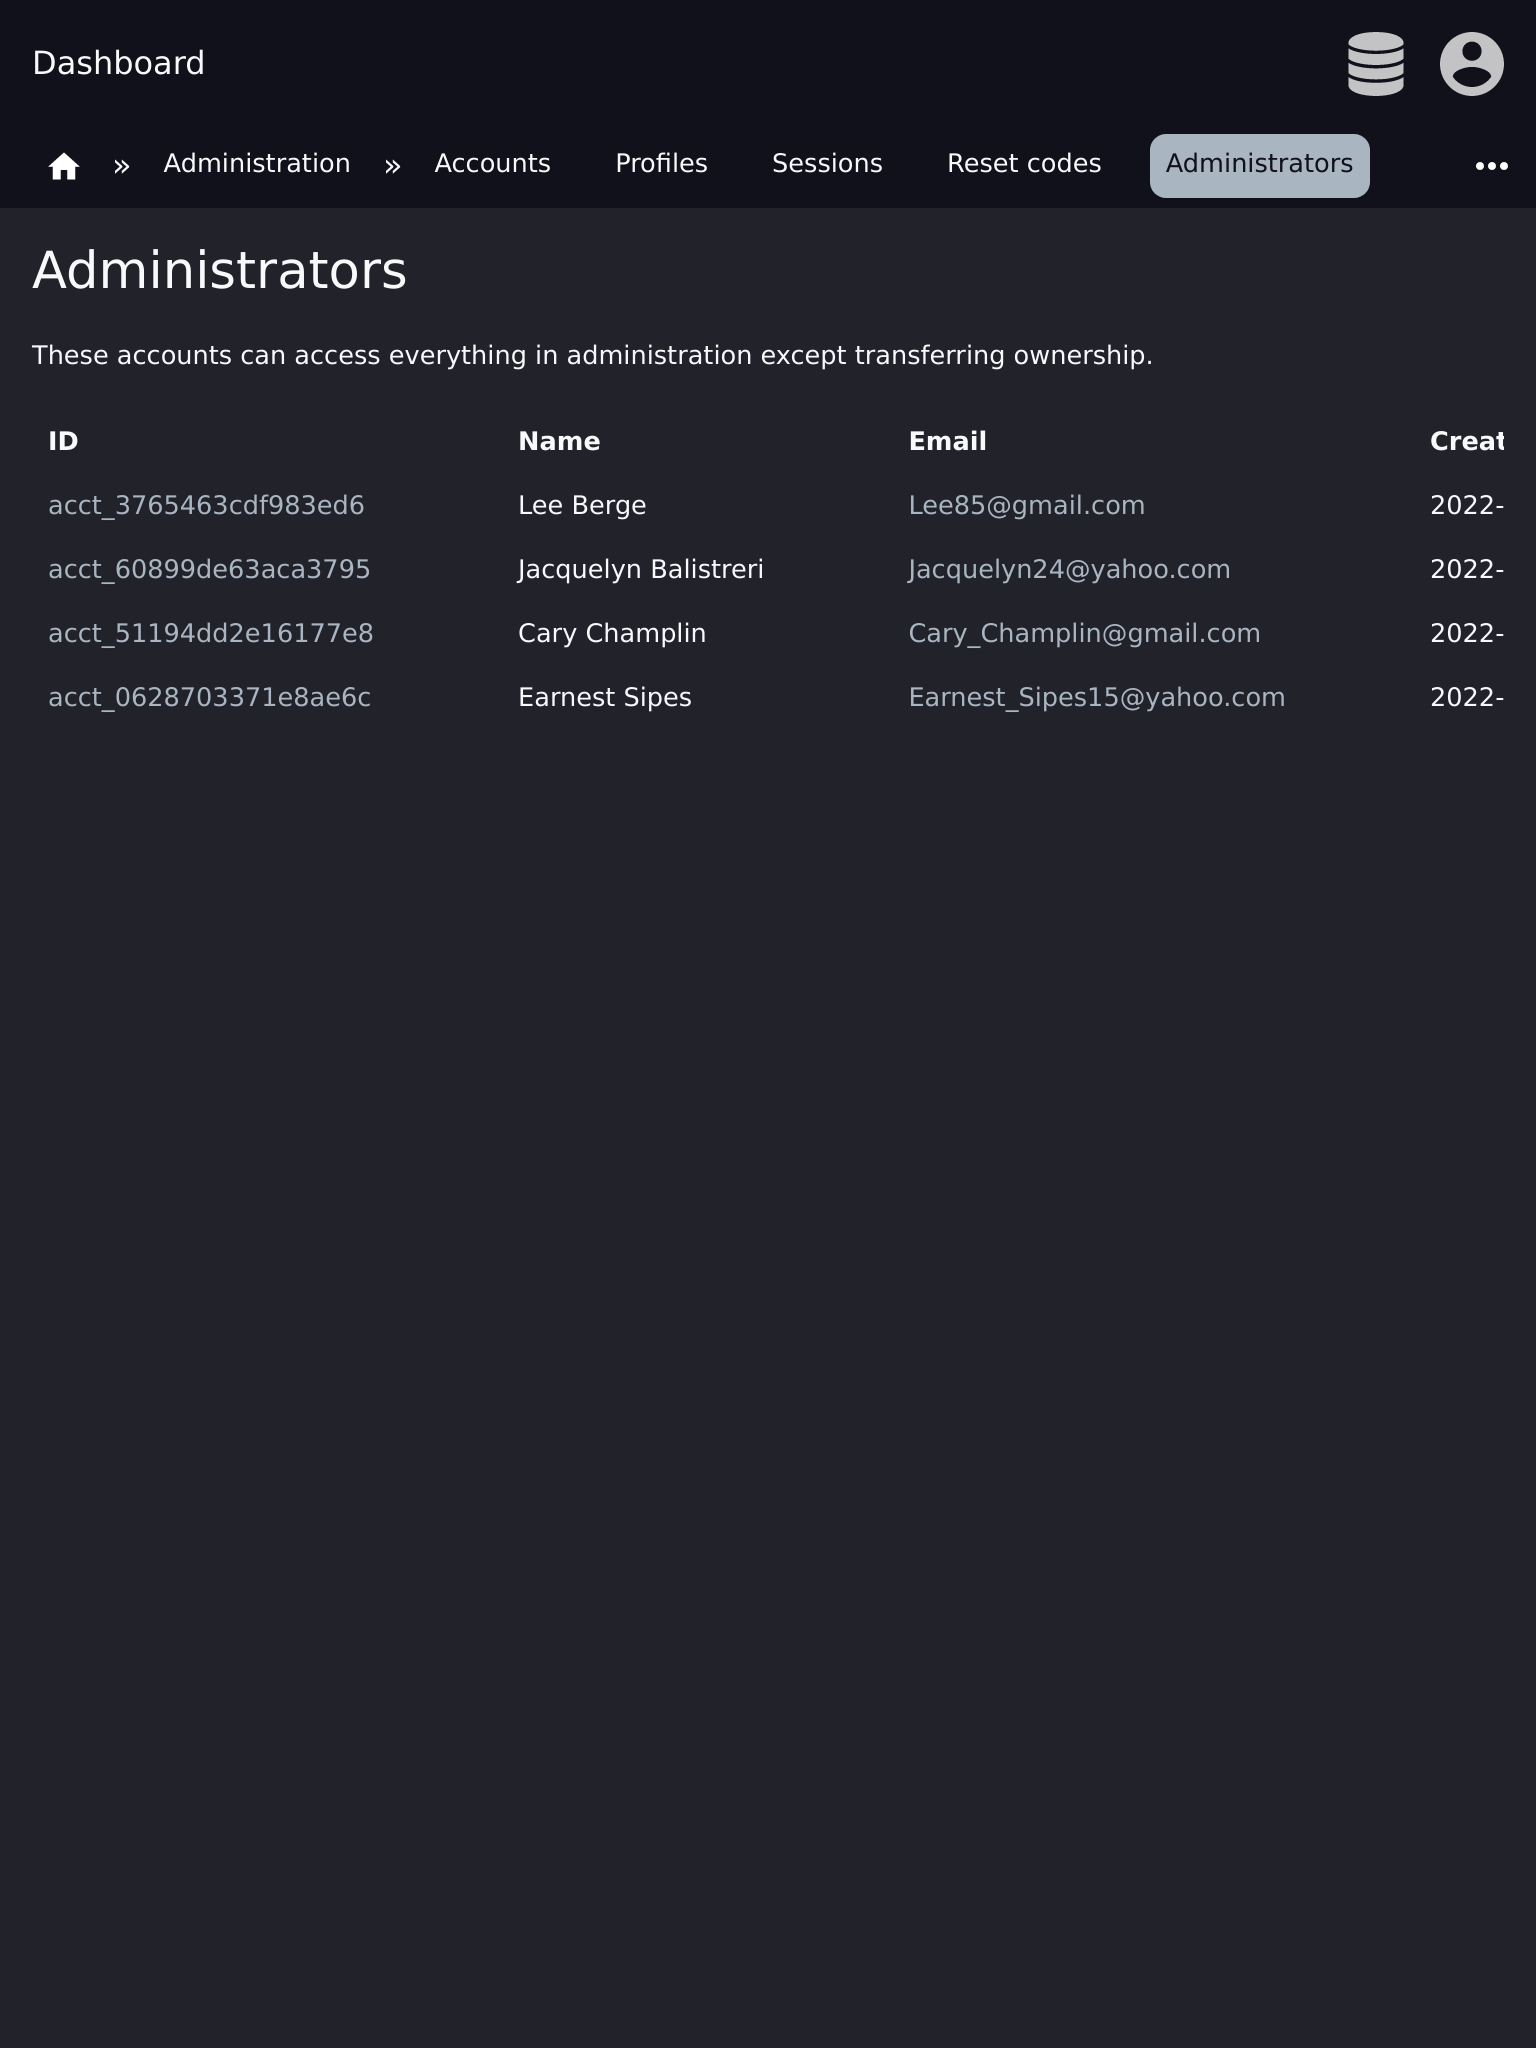 Dashboard
» Administration » Accounts Profiles Sessions Reset codes Administrators
Administrators
These accounts can access everything in administration except transferring ownership.
ID Name Email Creat
acct_3765463cdf983ed6 Lee Berge Lee85@gmail.com 2022-
acct_60899de63aca3795 Jacquelyn Balistreri Jacquelyn24@yahoo.com 2022-
acct_51194dd2e16177e8 Cary Champlin Cary_Champlin@gmail.com 2022-
acct_0628703371e8ae6c Earnest Sipes Earnest_Sipes15@yahoo.com 2022-